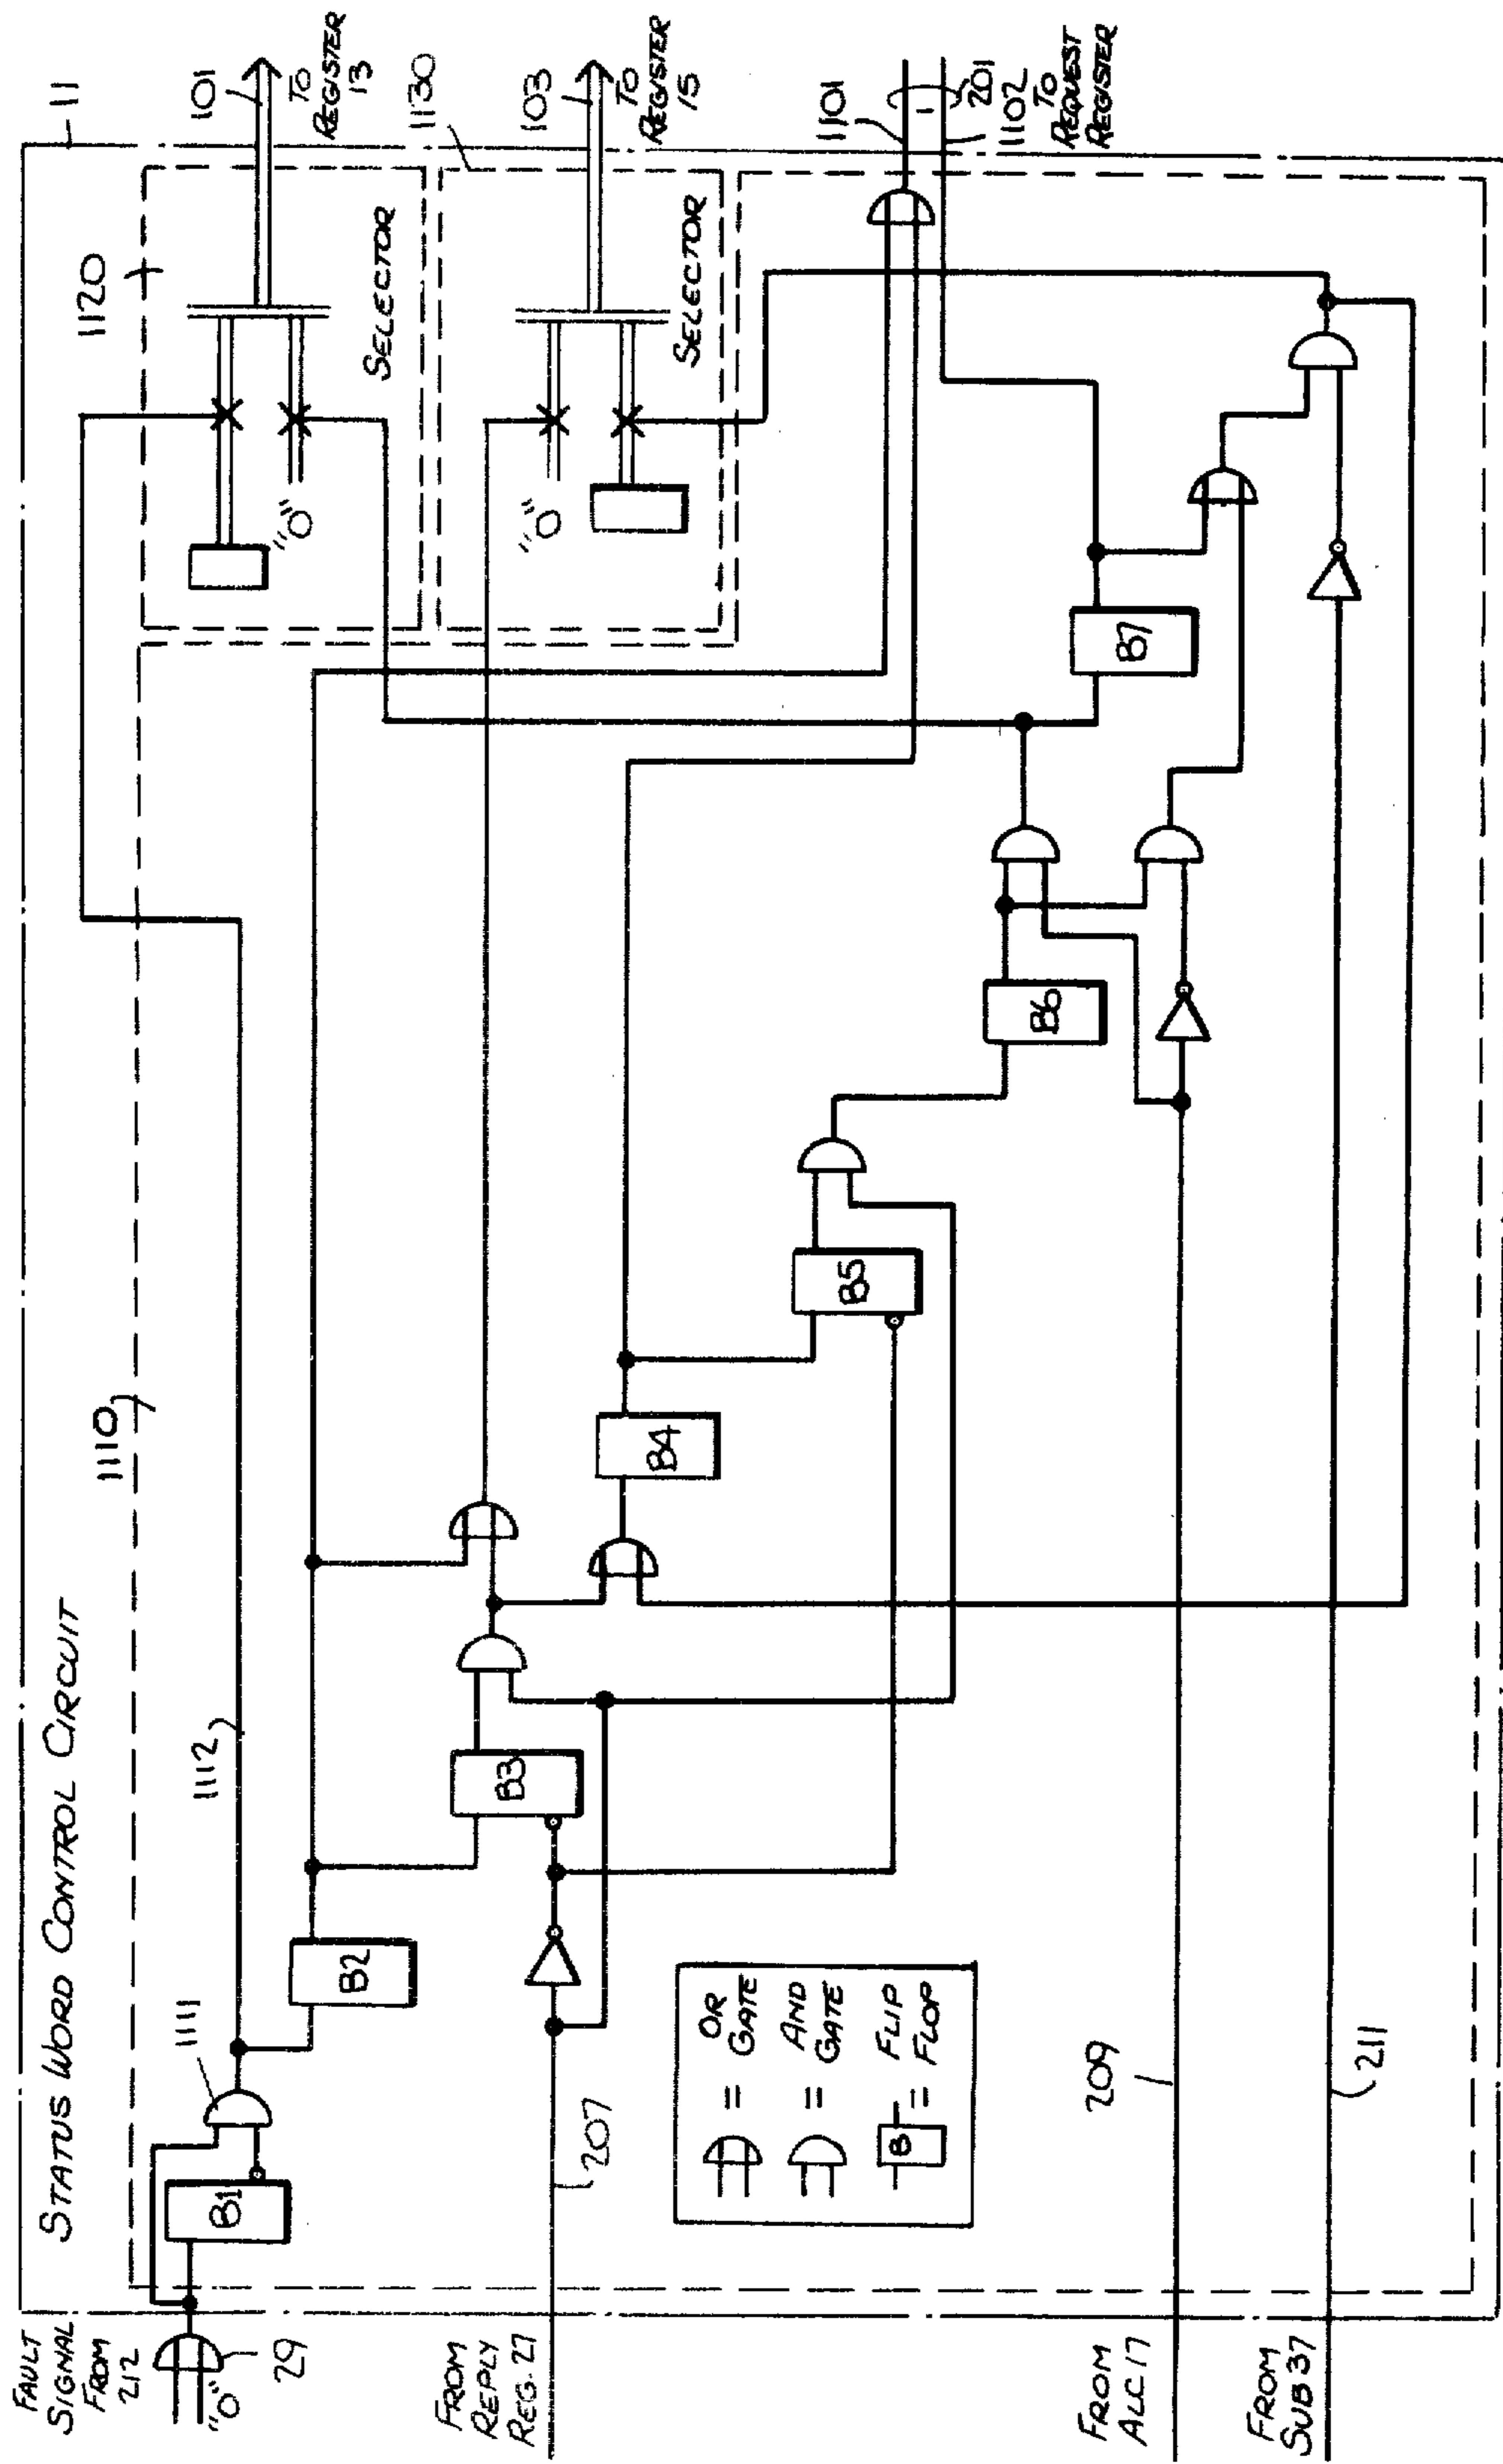 STATUS WORD CONTROL CIRCUIT
11
FAULT
SIGNAL
FROM
212
"0"
29
B1
1111
1112
1110
1120
"0"
SELECTOR
101
TO
REGISTER
13
B2
FROM
REPLY
REG. 27
207
B3
"0"
SELECTOR
1130
103
TO
REGISTER
15
B4
B5
B6
B7
1101
201
1102
TO
REQUEST
REGISTER
= OR
GATE
= AND
GATE
B = FLIP
FLOP
FROM
ALC 17
209
FROM
SUB 37
211